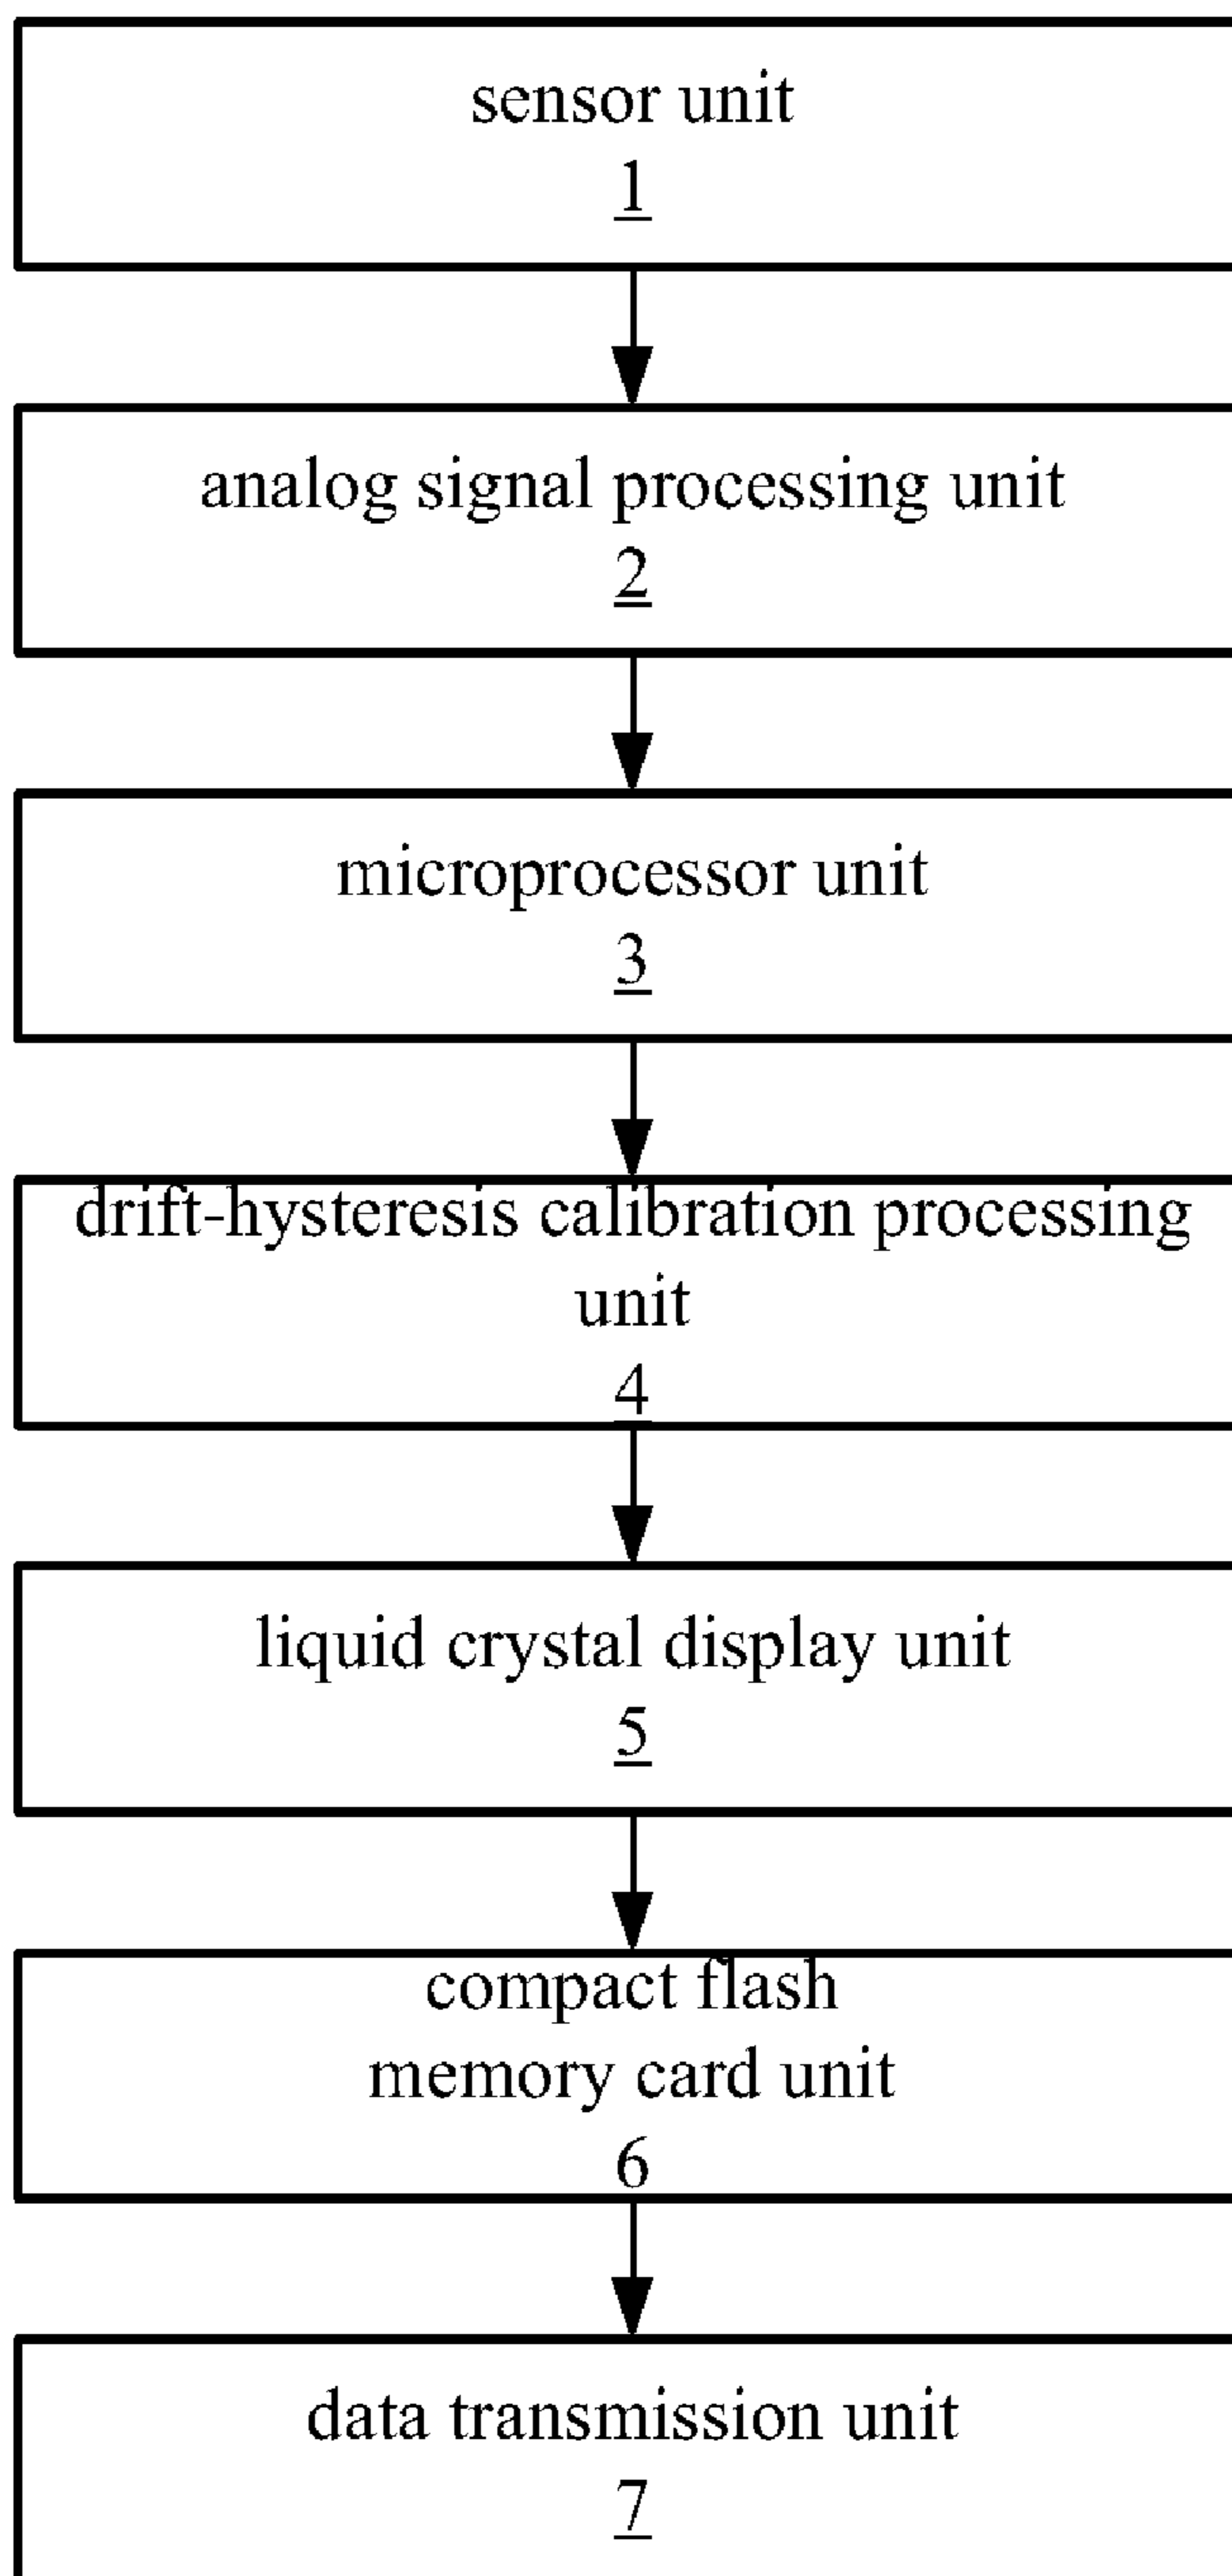 sensor unit
1
analog signal processing unit
2
microprocessor unit
3
drift-hysteresis calibration processing
unit
4
liquid crystal display unit
5
compact flash
memory card unit
6
data transmission unit
7